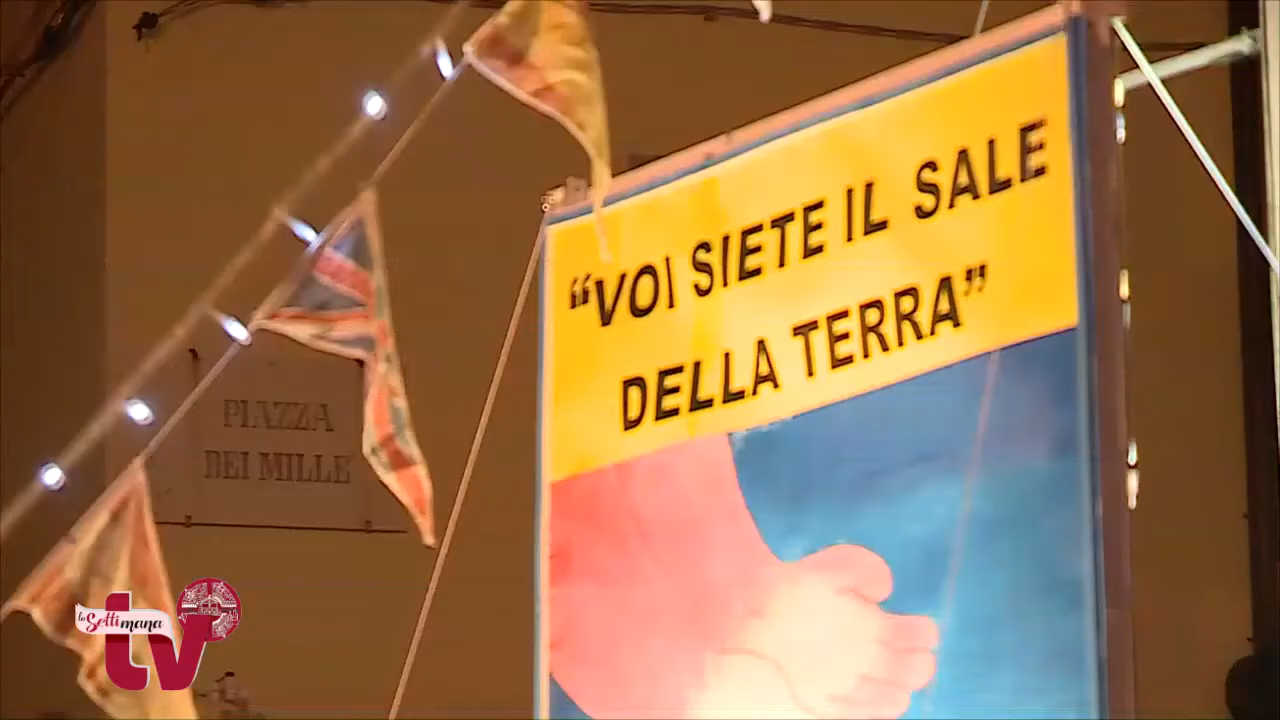 “VOI SIETE IL SALE
DELLA TERRA”
PIAZZA
DEI MILLE
la Settimana
tv